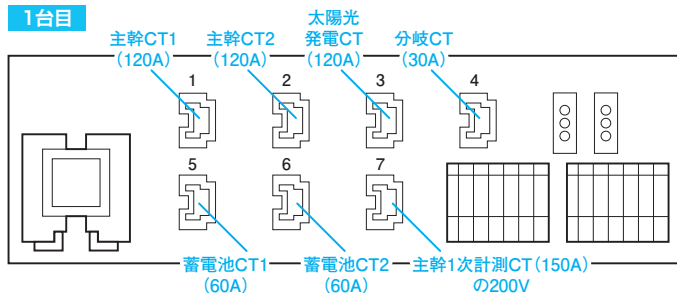 1台目
主幹CT1
(120A)
主幹CT2
(120A)
太陽光
発電CT
(120A)
分岐CT
(30A)
1
2
3
4
5
6
7
蓄電池CT1
(60A)
蓄電池CT2
(60A)
主幹1次計測CT(150A)
の200V